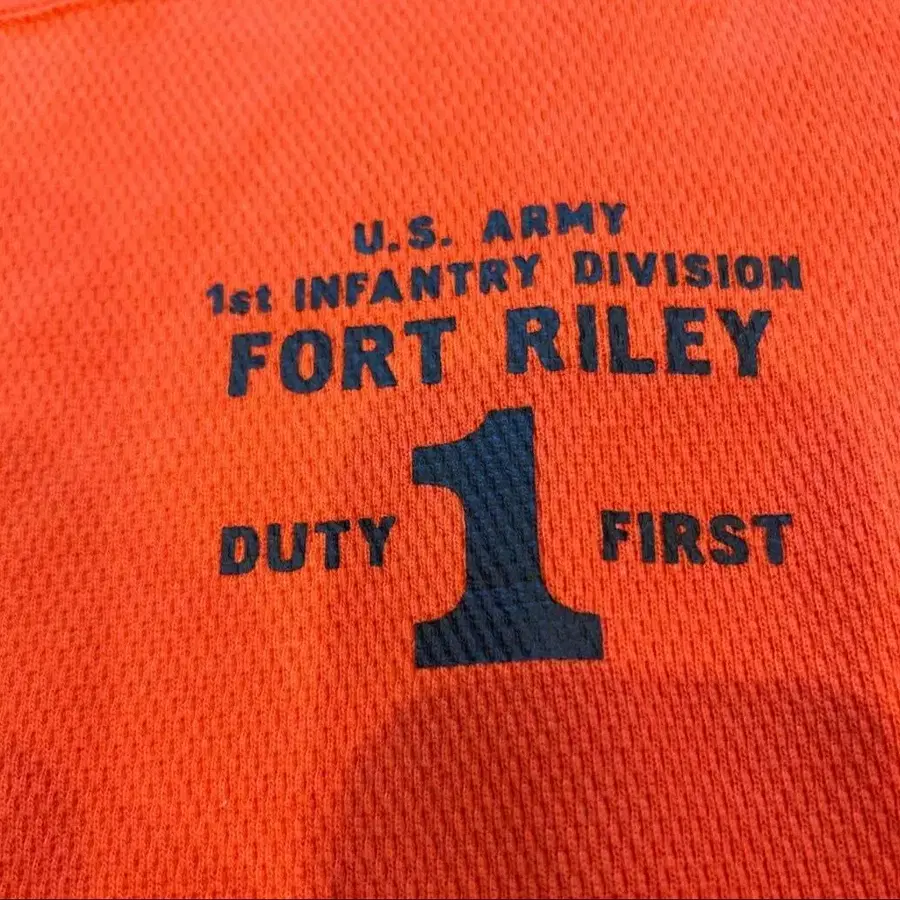 U.S. ARMY
1st INFANTRY DIVISION
FORT RILEY
DUTY 1 FIRST